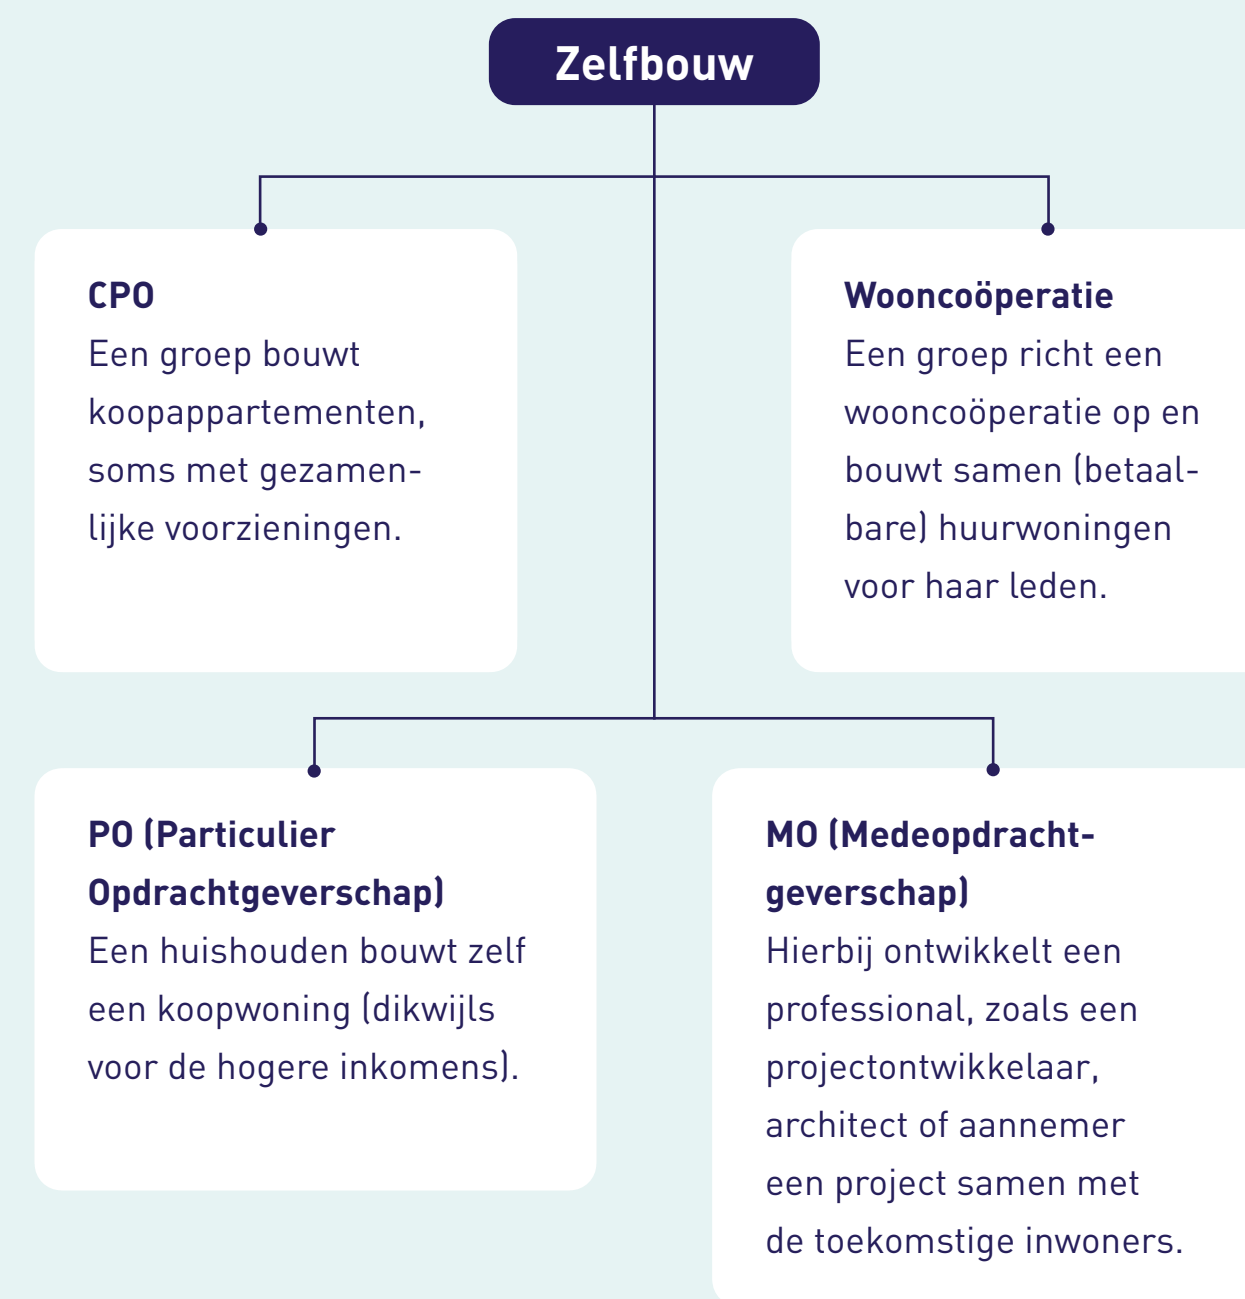 Zelfbouw
CPO
Een groep bouwt
koopappartementen,
soms met gezamen-
lijke voorzieningen.
Wooncoöperatie
Een groep richt een
wooncoöperatie op en
bouwt samen (betaal-
bare) huurwoningen
voor haar leden.
PO (Particulier
Opdrachtgeverschap)
Een huishouden bouwt zelf
een koopwoning (dikwijls
voor de hogere inkomens).
MO (Medeopdracht-
geverschap)
Hierbij ontwikkelt een
professional, zoals een
projectontwikkelaar,
architect of aannemer
een project samen met
de toekomstige inwoners.